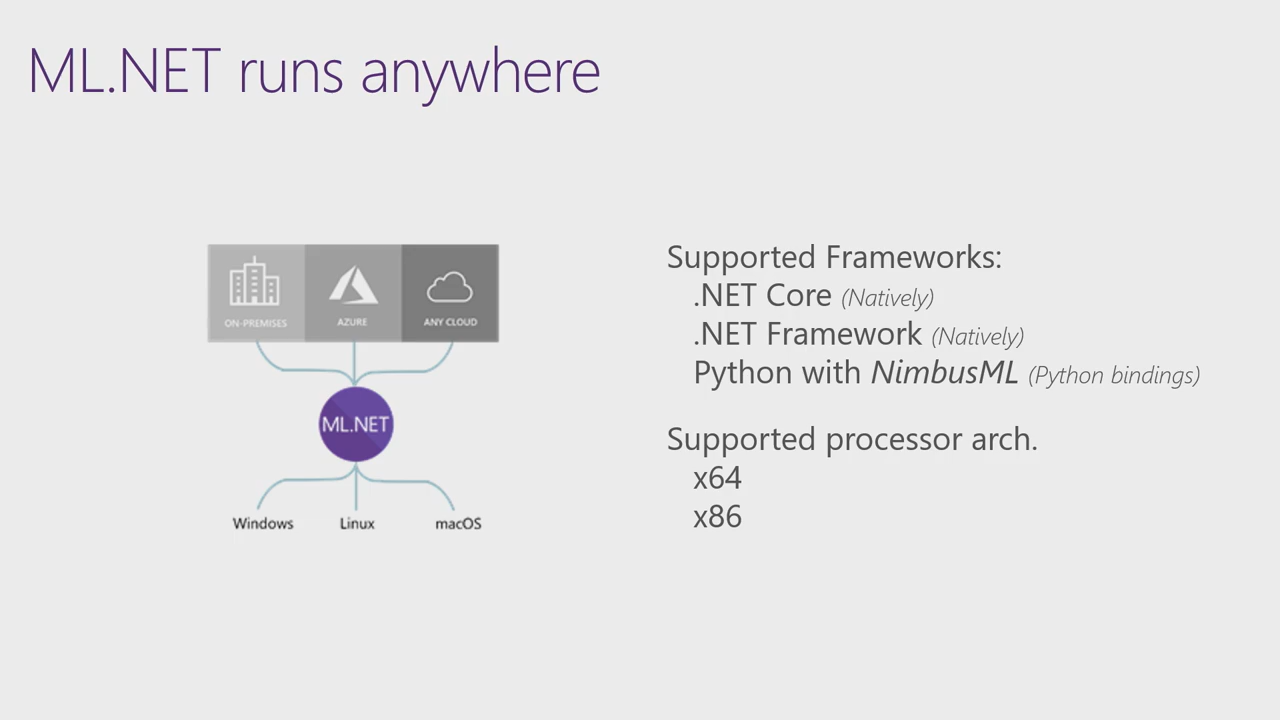 ML.NET runs anywhere
ON-PREMISES
AZURE
ANY CLOUD
ML.NET
Windows
Linux
macOS
Supported Frameworks:
.NET Core (Natively)
.NET Framework (Natively)
Python with NimbusML (Python bindings)
Supported processor arch.
x64
x86